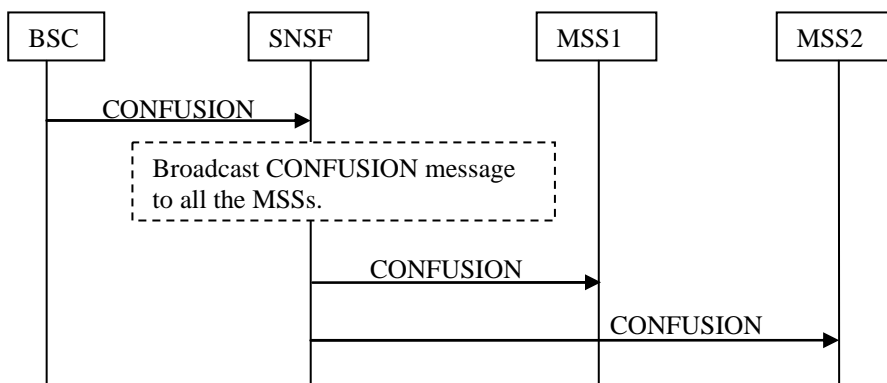 BSC
SNSF
MSS1
MSS2
CONFUSION
Broadcast CONFUSION message
to all the MSSs.
CONFUSION
CONFUSION